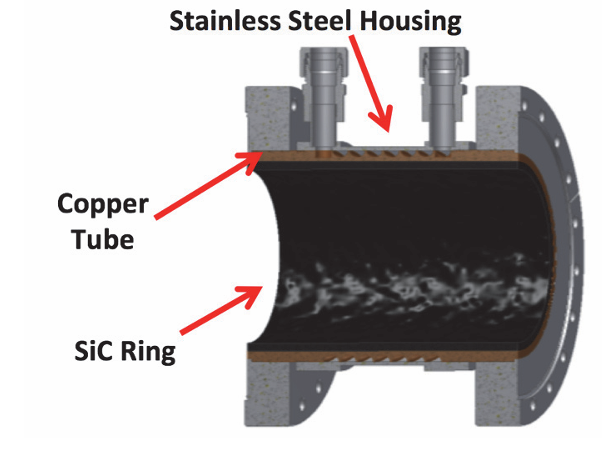 Stainless Steel Housing
Copper
Tube
SiC Ring